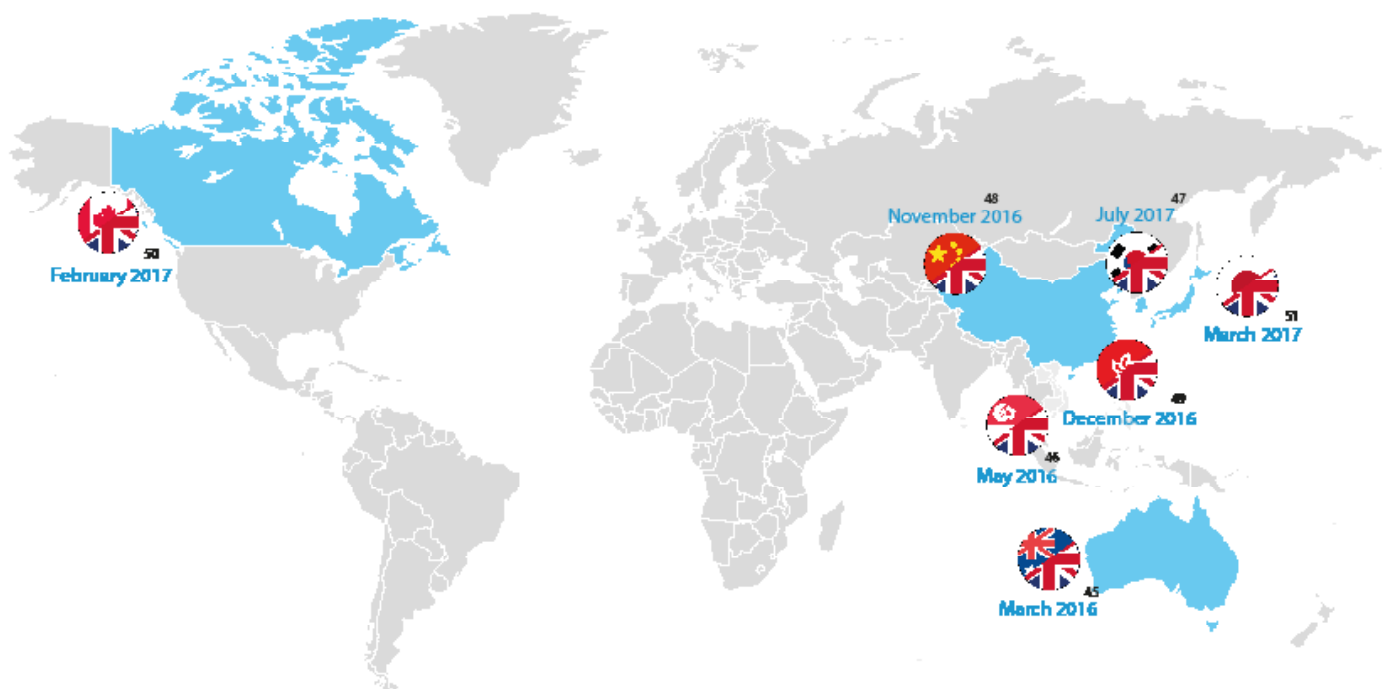 48
November 2016
47
July 2017
50
February 2017
51
March 2017
49
December 2016
46
May 2016
45
March 2016